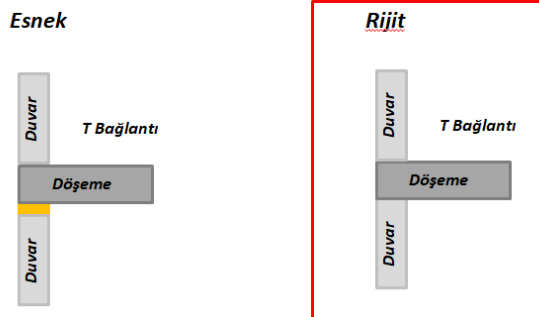 Esnek
Duvar
T Bağlantı
Döşeme
Duvar
Rijit
Duvar
T Bağlantı
Döşeme
Duvar